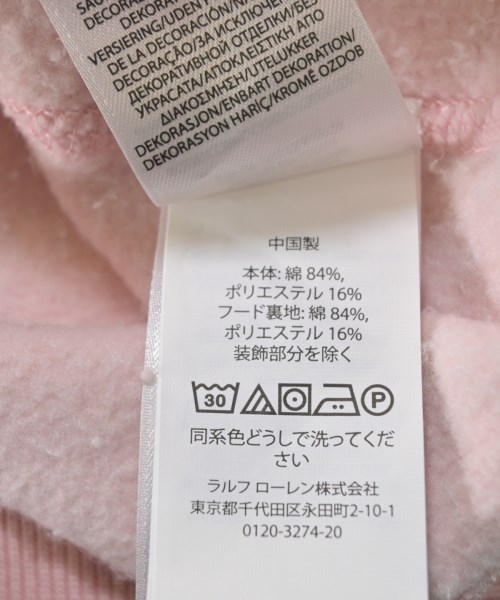 VERSIERING/UDEN
DE LA DECORACIÓN/
DECORAÇÃO/ЗА ИСКЛЮЧЕ
ДЕКОРАТИВНОЙ ОТДЕЛКИ/БЕЗ
УКРАСАТА/ΑΠΟΚΛΕΙΣΤΙΚΗ ΑΠΟ
ΔΙΑΚΟΣΜΗΣΗ/UTELUKKER
DEKORASJON/ENBART DEKORATION/
DEKORASYON HARİÇ/KROMĚ OZDOB
中国製
本体: 綿 84%,
ポリエステル 16%
フード裏地: 綿 84%,
ポリエステル 16%
装飾部分を除く
30 P
同系色どうしで洗ってくだ
さい
ラルフ ローレン株式会社
東京都千代田区永田町2-10-1
0120-3274-20